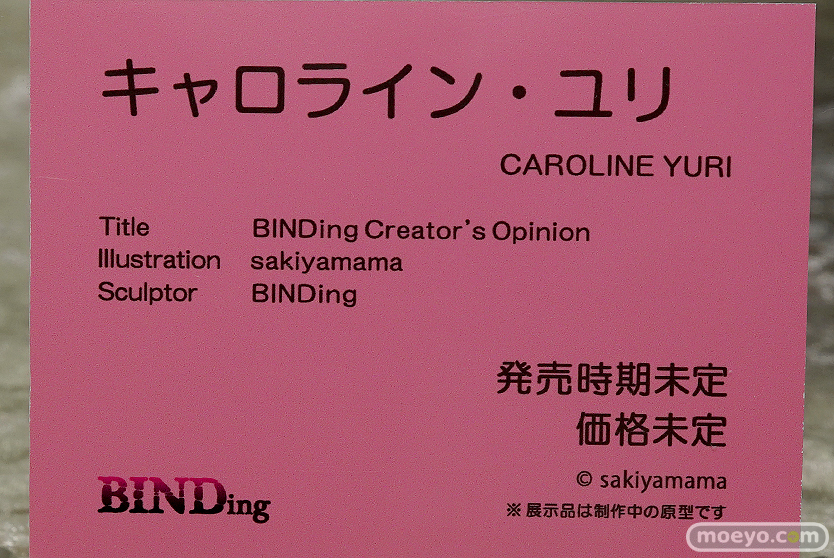 キャロライン・ユリ
CAROLINE YURI
Title BINDing Creator's Opinion
Illustration sakiyamama
Sculptor BINDing
発売時期未定
価格未定
© sakiyamama
BINDing
※展示品は制作中の原型です
moeyo.com